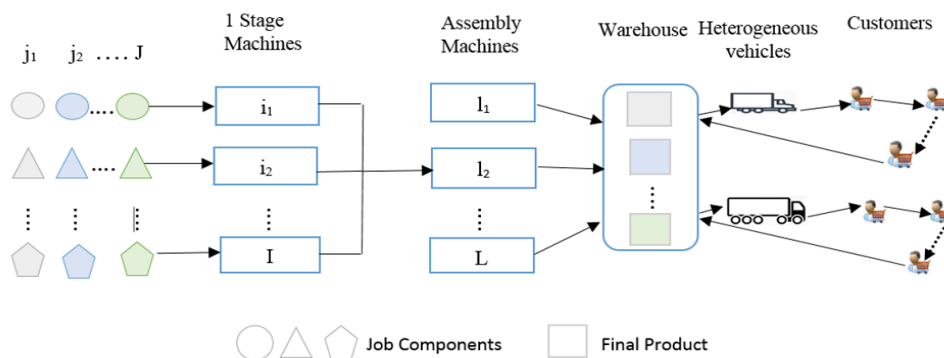 1 Stage
Machines
Assembly
Machines
Warehouse
Heterogeneous
vehicles
Customers
j₁ j₂ .... J
.... i₁ l₁
.... i₂ l₂
I L
Job Components
Final Product